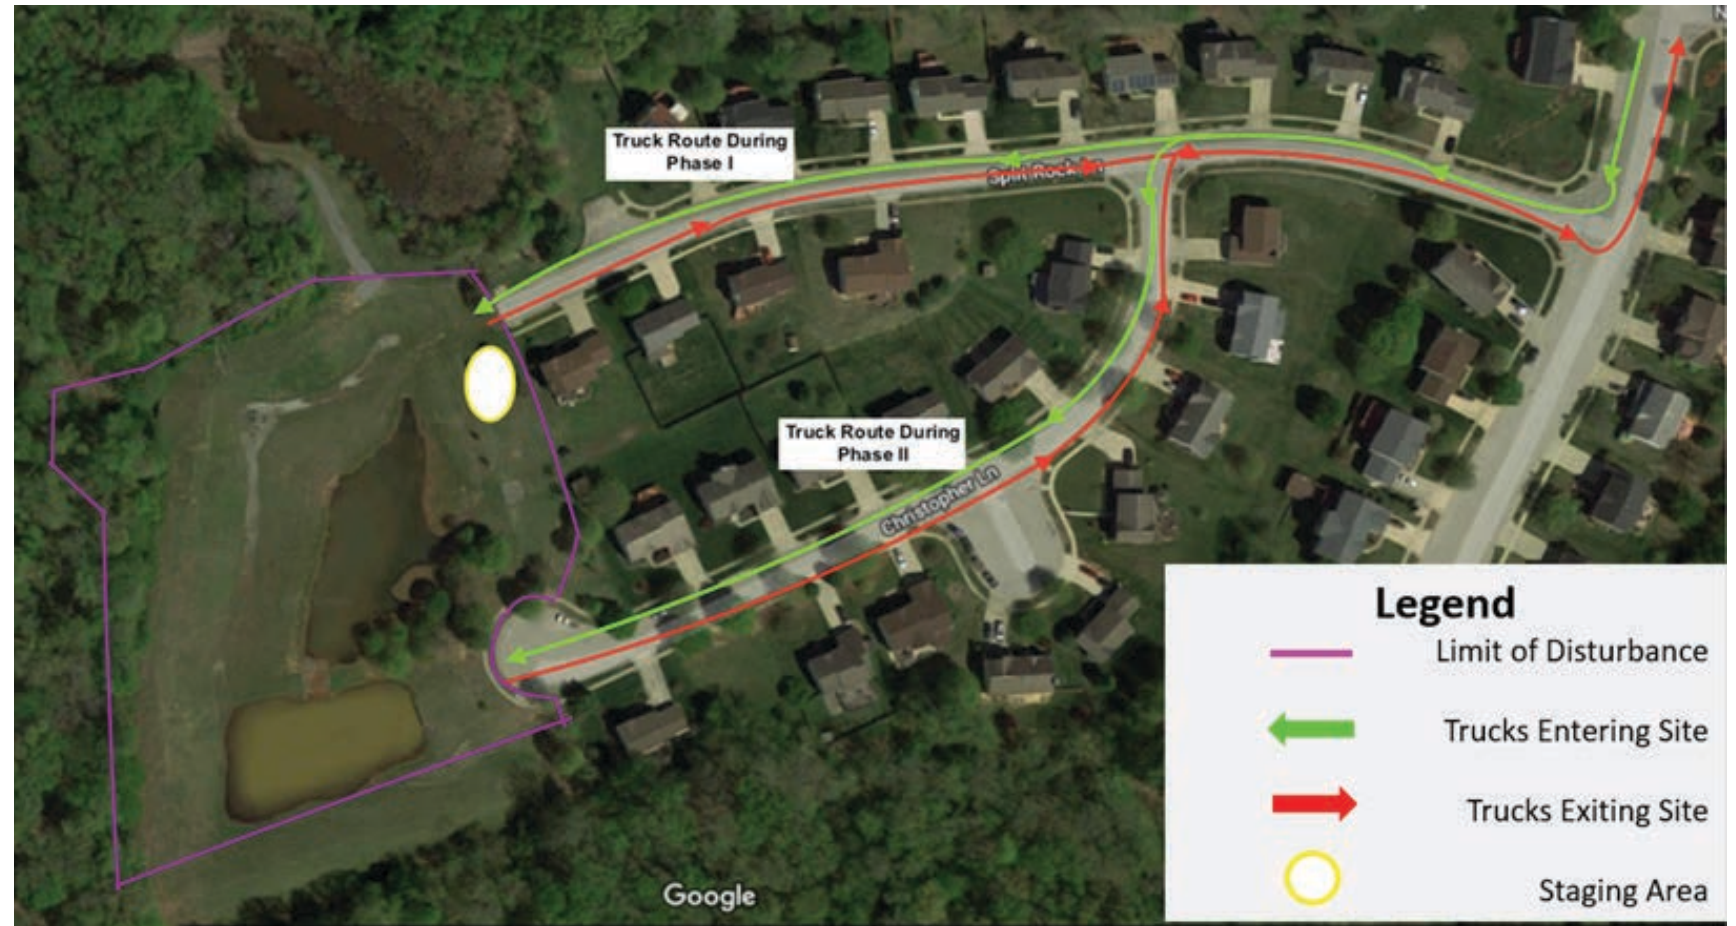 Truck Route During
Phase I
Split Rock Ln
Truck Route During
Phase II
Christopher Ln
Legend
Limit of Disturbance
Trucks Entering Site
Trucks Exiting Site
Staging Area
Google